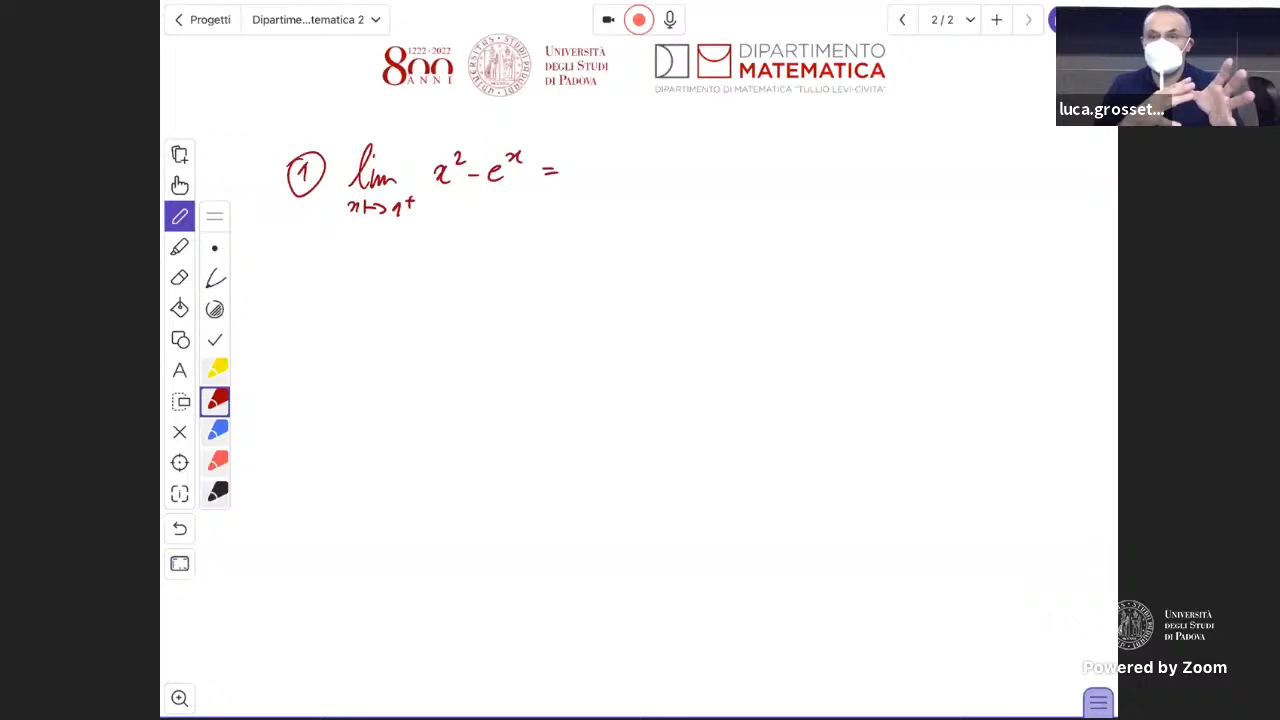 Progetti
Dipartime...tematica 2
2 / 2
1222·2022
800
ANNI
UNIVERSITÀ
DEGLI STUDI
DI PADOVA
DIPARTIMENTO
MATEMATICA
DIPARTIMENTO DI MATEMATICA "TULLIO LEVI-CIVITA"
luca.grosset...
① lim x² - eˣ =
x→1⁺
A
UNIVERSITÀ
DEGLI STUDI
DI PADOVA
Powered by Zoom